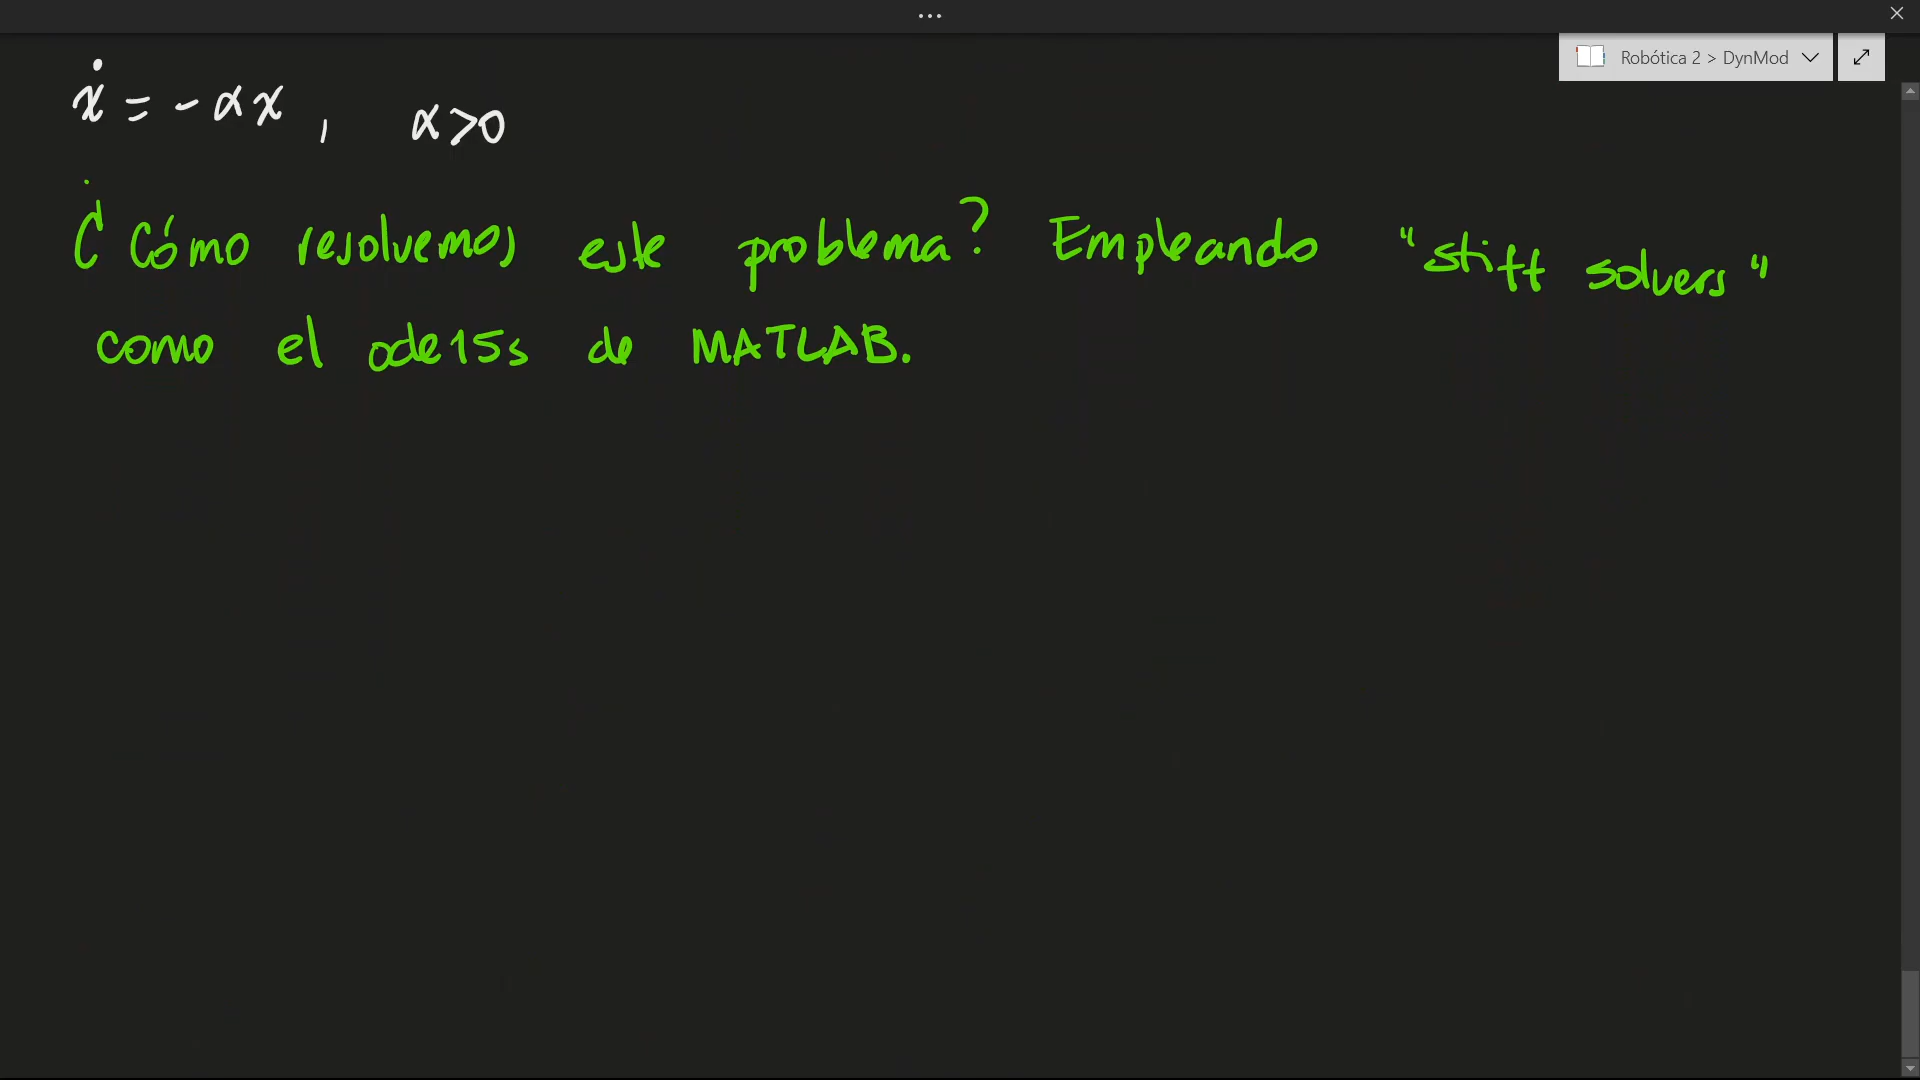 ...
Robótica 2 > DynMod
ẋ = -αx , α>0
¿Cómo resolvemos este problema? Empleando "stiff solvers"
como el ode15s de MATLAB.